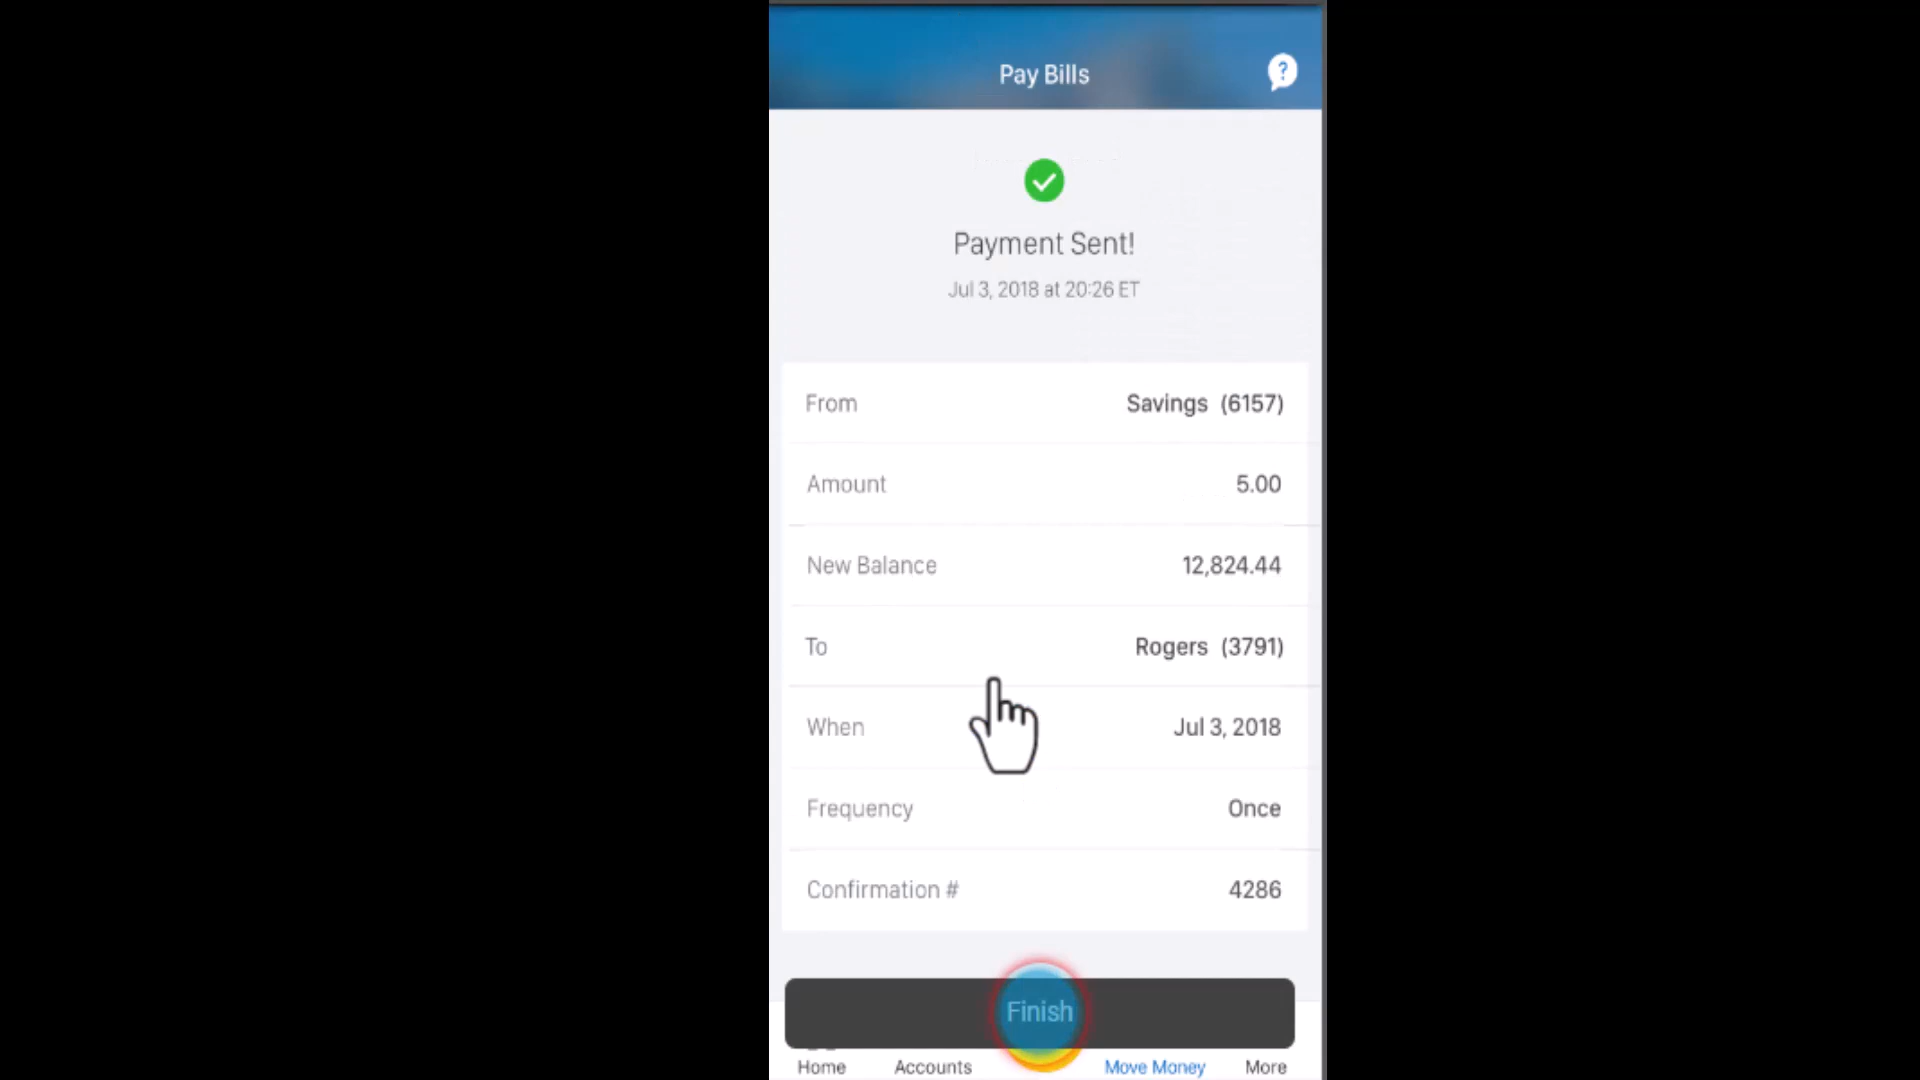 Pay Bills
?
Payment Sent!
Jul 3, 2018 at 20:26 ET
From Savings (6157)
Amount 5.00
New Balance 12,824.44
To Rogers (3791)
When Jul 3, 2018
Frequency Once
Confirmation # 4286
Finish
Home Accounts Move Money More